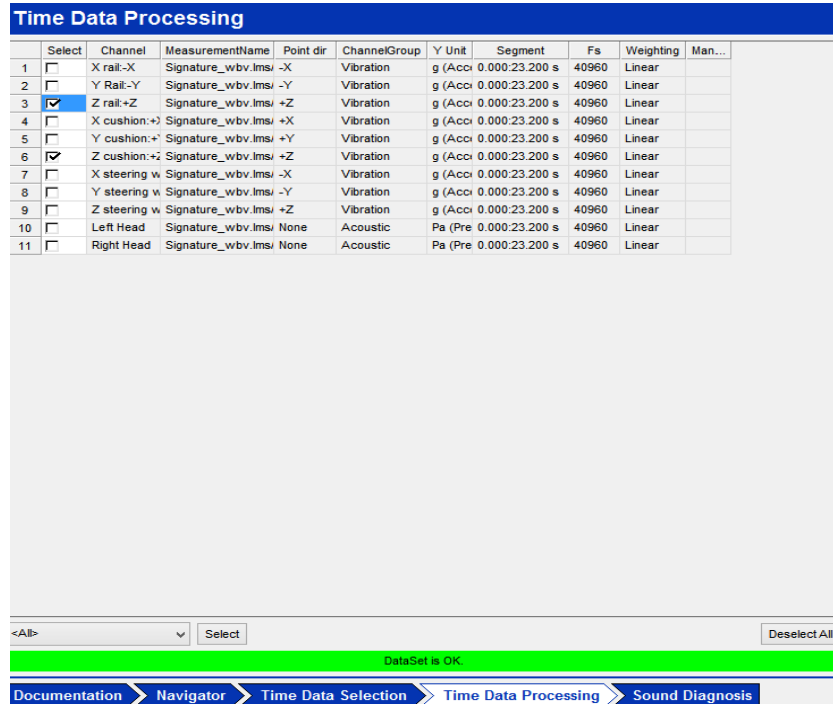 Time Data Processing
Select Channel MeasurementName Point dir ChannelGroup Y Unit Segment Fs Weighting Man...
1 X rail:-X Signature_wbv.lms/ -X Vibration g (Acc 0.000:23.200 s 40960 Linear
2 Y Rail:-Y Signature_wbv.lms/ -Y Vibration g (Acc 0.000:23.200 s 40960 Linear
3 Z rail:+Z Signature_wbv.lms/ +Z Vibration g (Acc 0.000:23.200 s 40960 Linear
4 X cushion:+X Signature_wbv.lms/ +X Vibration g (Acc 0.000:23.200 s 40960 Linear
5 Y cushion:+Y Signature_wbv.lms/ +Y Vibration g (Acc 0.000:23.200 s 40960 Linear
6 Z cushion:+Z Signature_wbv.lms/ +Z Vibration g (Acc 0.000:23.200 s 40960 Linear
7 X steering w Signature_wbv.lms/ -X Vibration g (Acc 0.000:23.200 s 40960 Linear
8 Y steering w Signature_wbv.lms/ -Y Vibration g (Acc 0.000:23.200 s 40960 Linear
9 Z steering w Signature_wbv.lms/ +Z Vibration g (Acc 0.000:23.200 s 40960 Linear
10 Left Head Signature_wbv.lms/ None Acoustic Pa (Pre 0.000:23.200 s 40960 Linear
11 Right Head Signature_wbv.lms/ None Acoustic Pa (Pre 0.000:23.200 s 40960 Linear
<All> Select Deselect All
DataSet is OK.
Documentation Navigator Time Data Selection Time Data Processing Sound Diagnosis